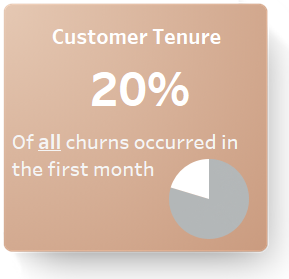 Customer Tenure
20%
Of all churns occurred in
the first month